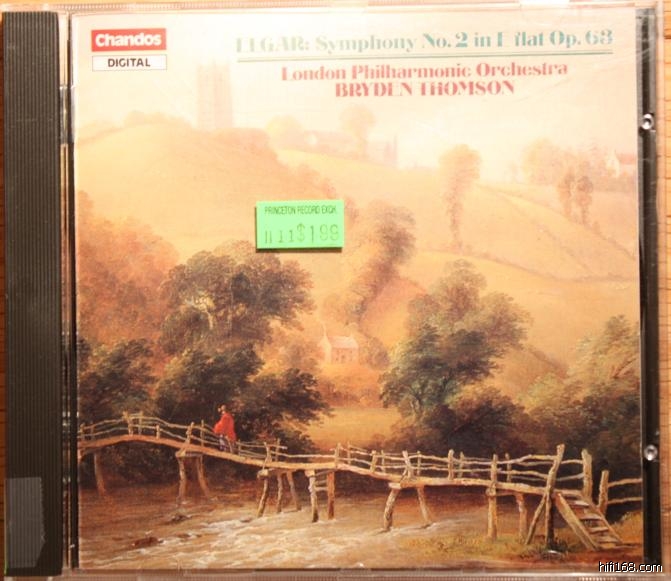 Chandos
DIGITAL
ELGAR: Symphony No. 2 in E flat Op. 63
London Philharmonic Orchestra
BRYDEN THOMSON
PRINCETON RECORD EXCH.
$1.99
hifi168.com